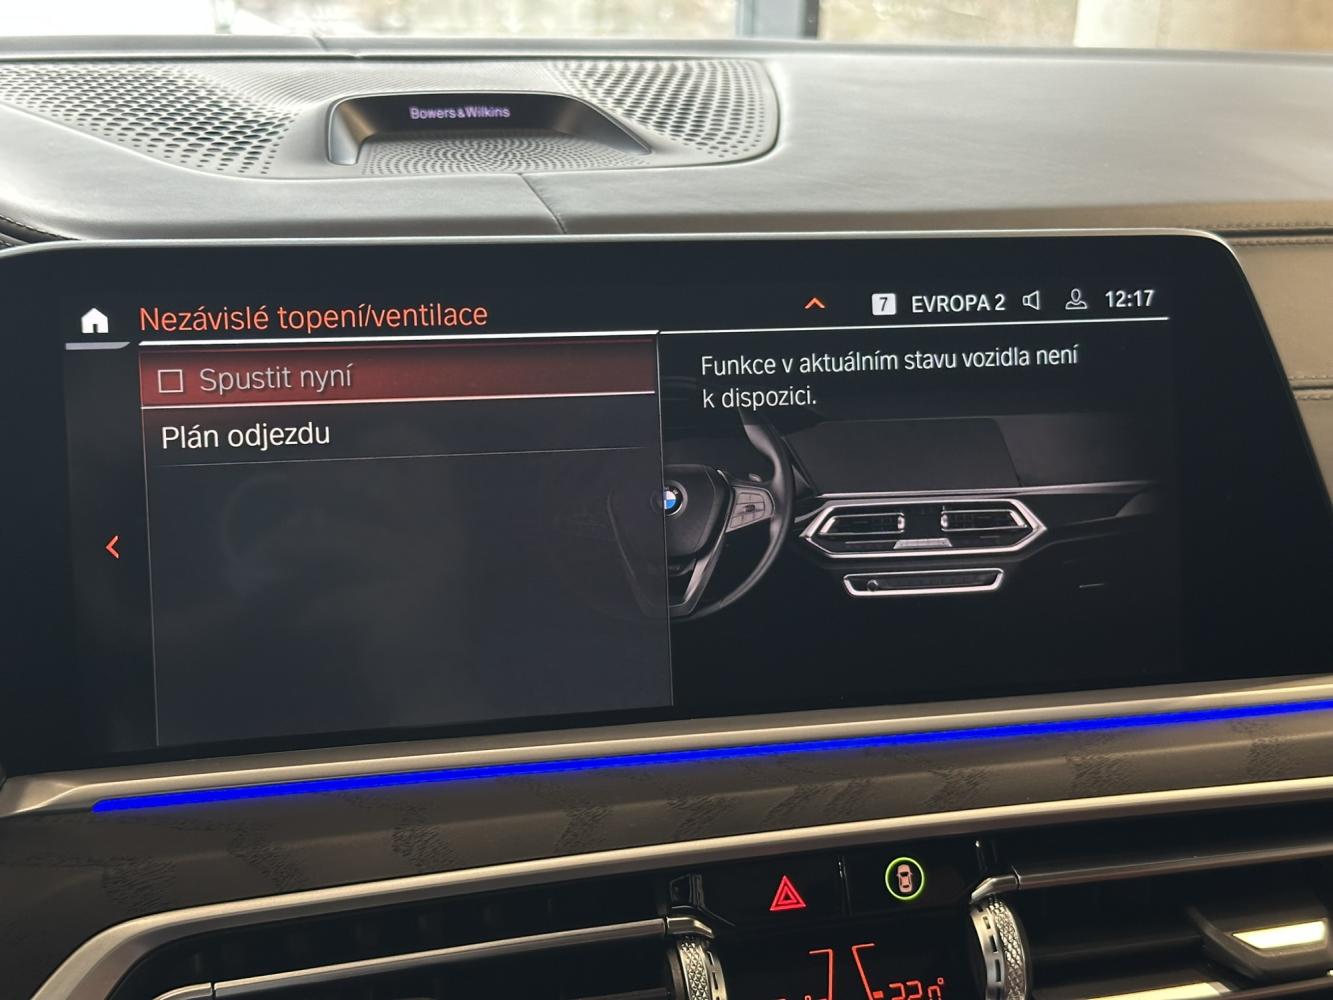 Bowers&Wilkins
Nezávislé topení/ventilace
7 EVROPA 2 12:17
Spustit nyní
Plán odjezdu
Funkce v aktuálním stavu vozidla není
k dispozici.